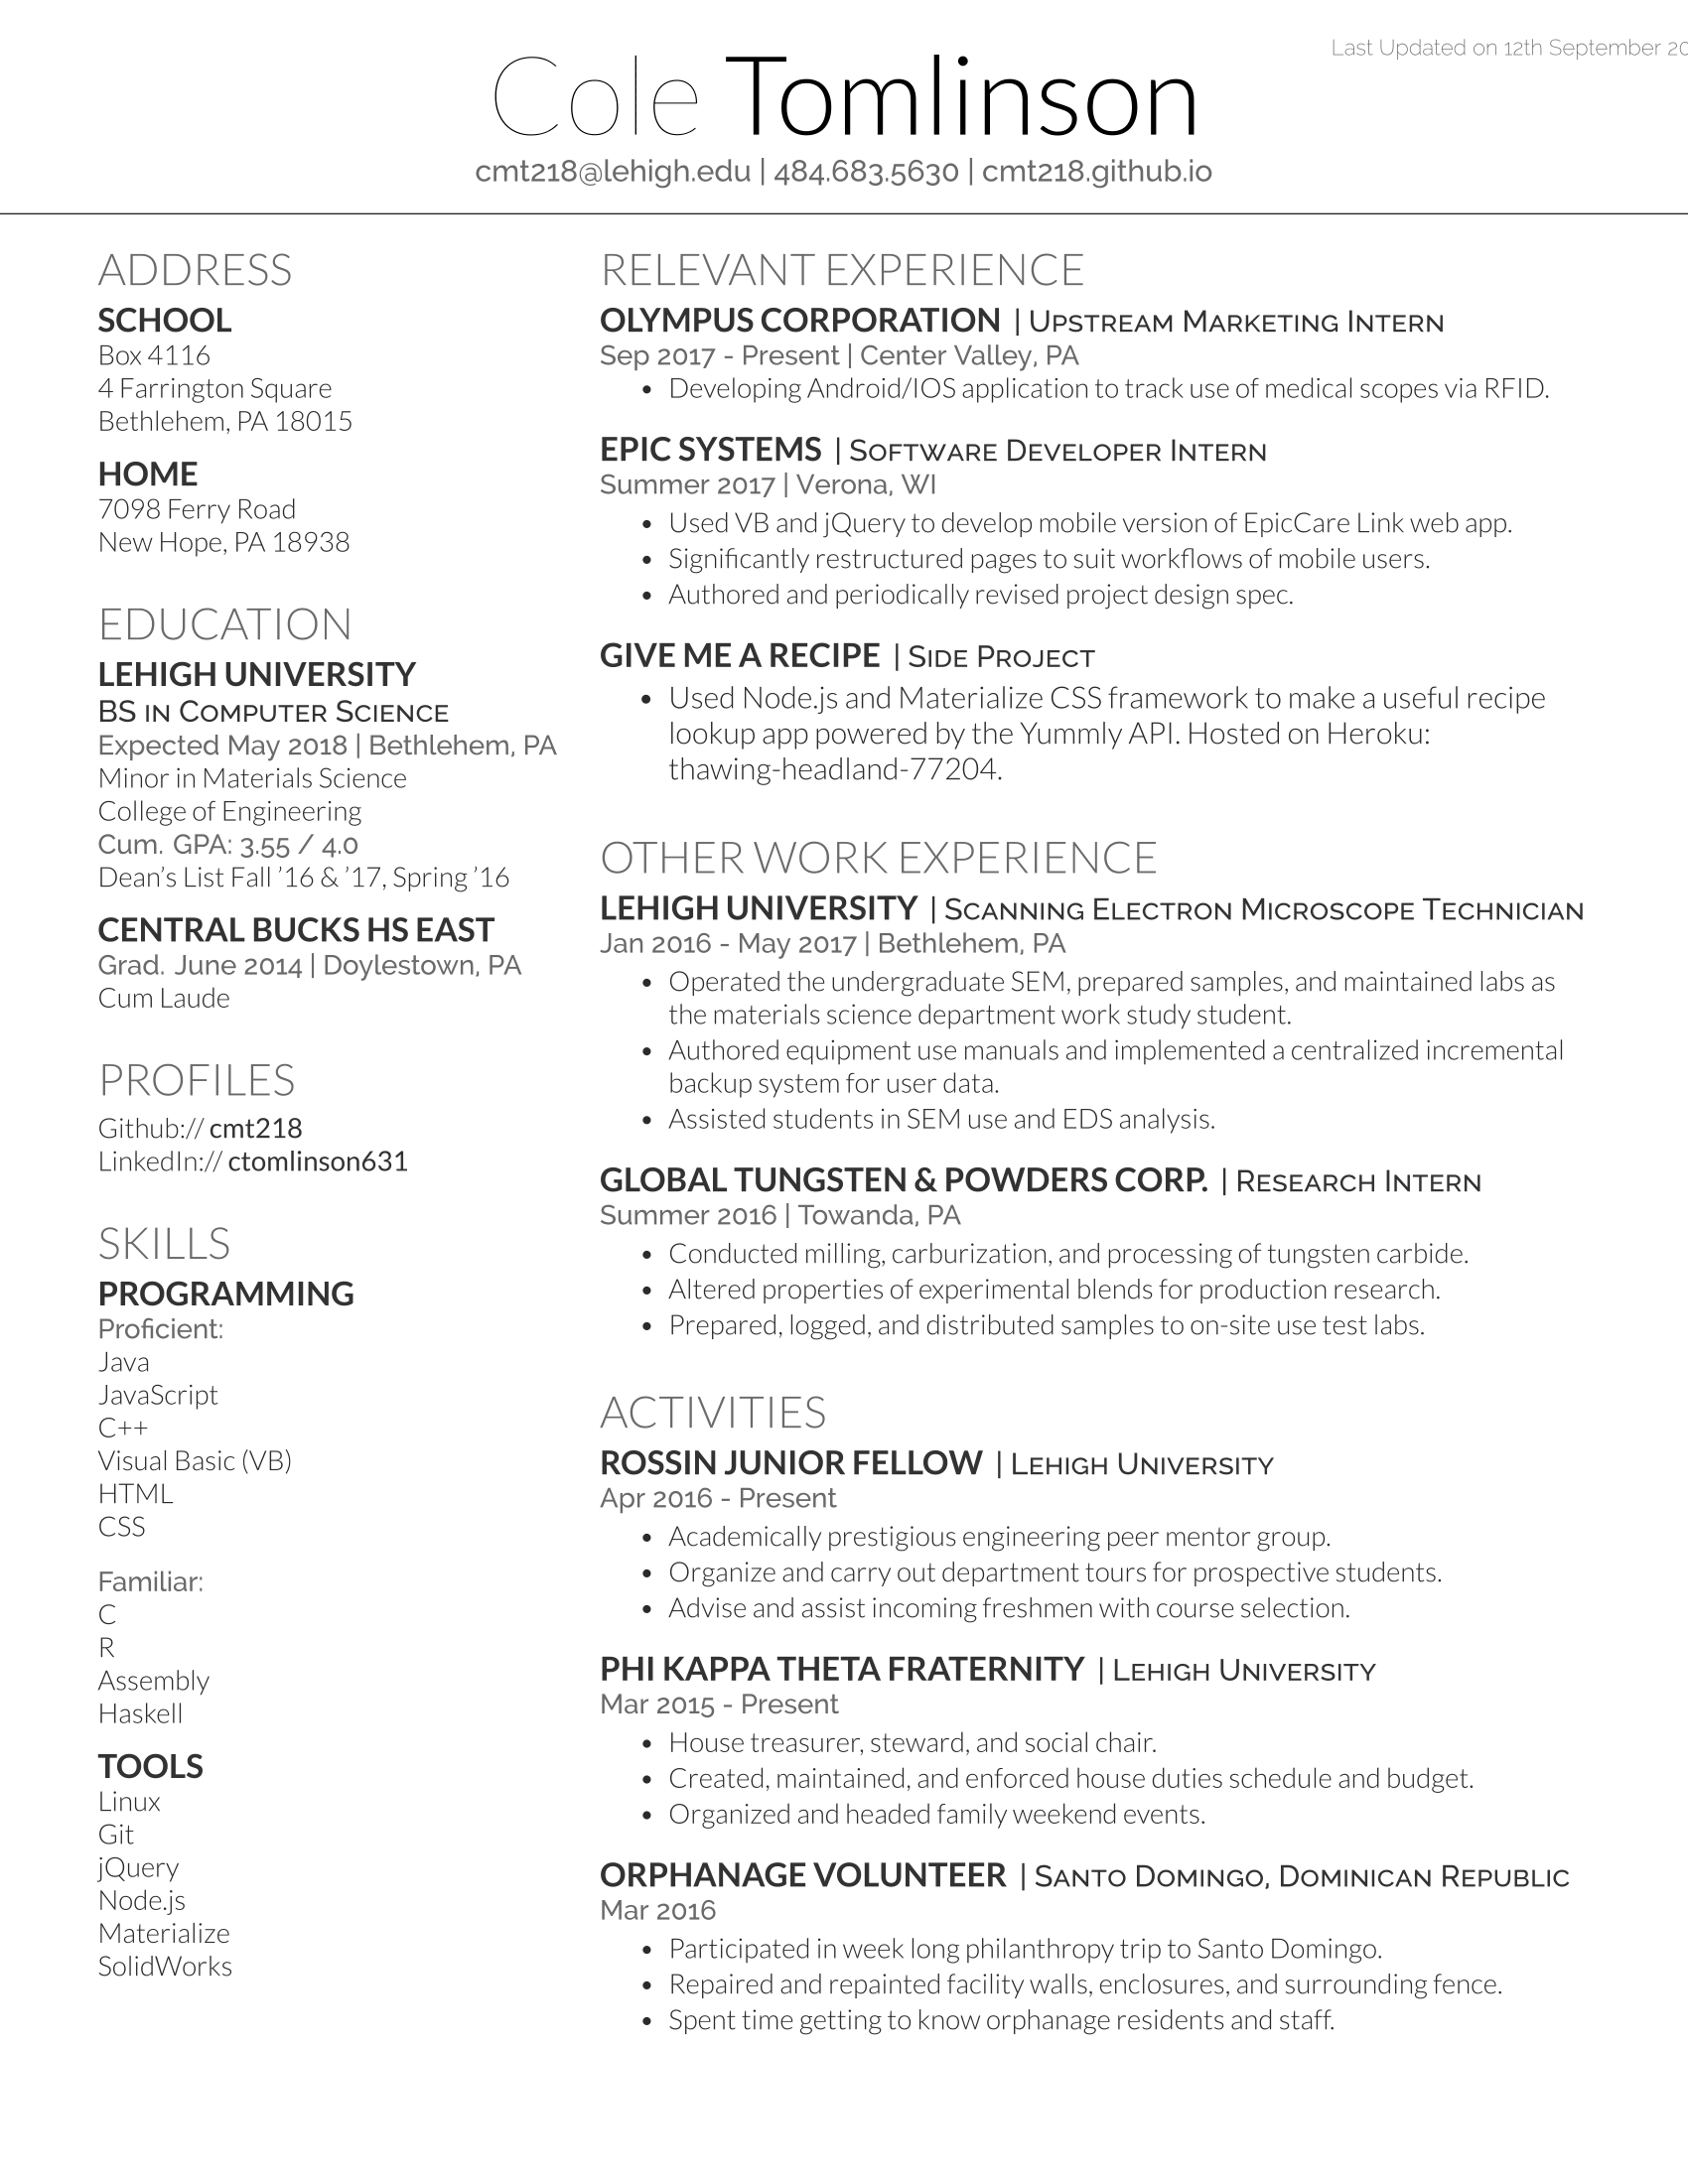 Last Updated on 12th September 20
Cole Tomlinson
cmt218@lehigh.edu | 484.683.5630 | cmt218.github.io
ADDRESS
SCHOOL
Box 4116
4 Farrington Square
Bethlehem, PA 18015
HOME
7098 Ferry Road
New Hope, PA 18938
EDUCATION
LEHIGH UNIVERSITY
BS IN COMPUTER SCIENCE
Expected May 2018 | Bethlehem, PA
Minor in Materials Science
College of Engineering
Cum. GPA: 3.55 / 4.0
Dean’s List Fall ’16 & ’17, Spring ’16
CENTRAL BUCKS HS EAST
Grad. June 2014 | Doylestown, PA
Cum Laude
PROFILES
Github:// cmt218
LinkedIn:// ctomlinson631
SKILLS
PROGRAMMING
Proficient:
Java
JavaScript
C++
Visual Basic (VB)
HTML
CSS
Familiar:
C
R
Assembly
Haskell
TOOLS
Linux
Git
jQuery
Node.js
Materialize
SolidWorks
RELEVANT EXPERIENCE
OLYMPUS CORPORATION | UPSTREAM MARKETING INTERN
Sep 2017 - Present | Center Valley, PA
• Developing Android/IOS application to track use of medical scopes via RFID.
EPIC SYSTEMS | SOFTWARE DEVELOPER INTERN
Summer 2017 | Verona, WI
• Used VB and jQuery to develop mobile version of EpicCare Link web app.
• Significantly restructured pages to suit workflows of mobile users.
• Authored and periodically revised project design spec.
GIVE ME A RECIPE | SIDE PROJECT
• Used Node.js and Materialize CSS framework to make a useful recipe
lookup app powered by the Yummly API. Hosted on Heroku:
thawing-headland-77204.
OTHER WORK EXPERIENCE
LEHIGH UNIVERSITY | SCANNING ELECTRON MICROSCOPE TECHNICIAN
Jan 2016 - May 2017 | Bethlehem, PA
• Operated the undergraduate SEM, prepared samples, and maintained labs as
the materials science department work study student.
• Authored equipment use manuals and implemented a centralized incremental
backup system for user data.
• Assisted students in SEM use and EDS analysis.
GLOBAL TUNGSTEN & POWDERS CORP. | RESEARCH INTERN
Summer 2016 | Towanda, PA
• Conducted milling, carburization, and processing of tungsten carbide.
• Altered properties of experimental blends for production research.
• Prepared, logged, and distributed samples to on-site use test labs.
ACTIVITIES
ROSSIN JUNIOR FELLOW | LEHIGH UNIVERSITY
Apr 2016 - Present
• Academically prestigious engineering peer mentor group.
• Organize and carry out department tours for prospective students.
• Advise and assist incoming freshmen with course selection.
PHI KAPPA THETA FRATERNITY | LEHIGH UNIVERSITY
Mar 2015 - Present
• House treasurer, steward, and social chair.
• Created, maintained, and enforced house duties schedule and budget.
• Organized and headed family weekend events.
ORPHANAGE VOLUNTEER | SANTO DOMINGO, DOMINICAN REPUBLIC
Mar 2016
• Participated in week long philanthropy trip to Santo Domingo.
• Repaired and repainted facility walls, enclosures, and surrounding fence.
• Spent time getting to know orphanage residents and staff.